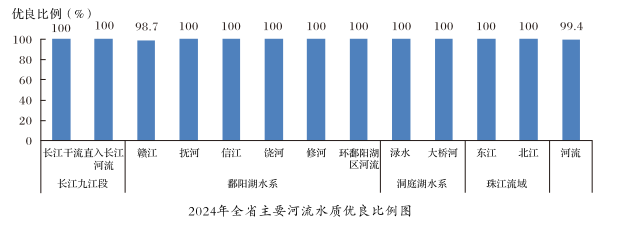 优良比例（%）
100 100 98.7 100 100 100 100 100 100 100 100 100 99.4
100
80
60
40
20
0
长江干流 直入长江河流 赣江 抚河 信江 饶河 修河 环鄱阳湖区河流 渌水 大桥河 东江 北江 河流
长江九江段 鄱阳湖水系 洞庭湖水系 珠江流域
2024年全省主要河流水质优良比例图